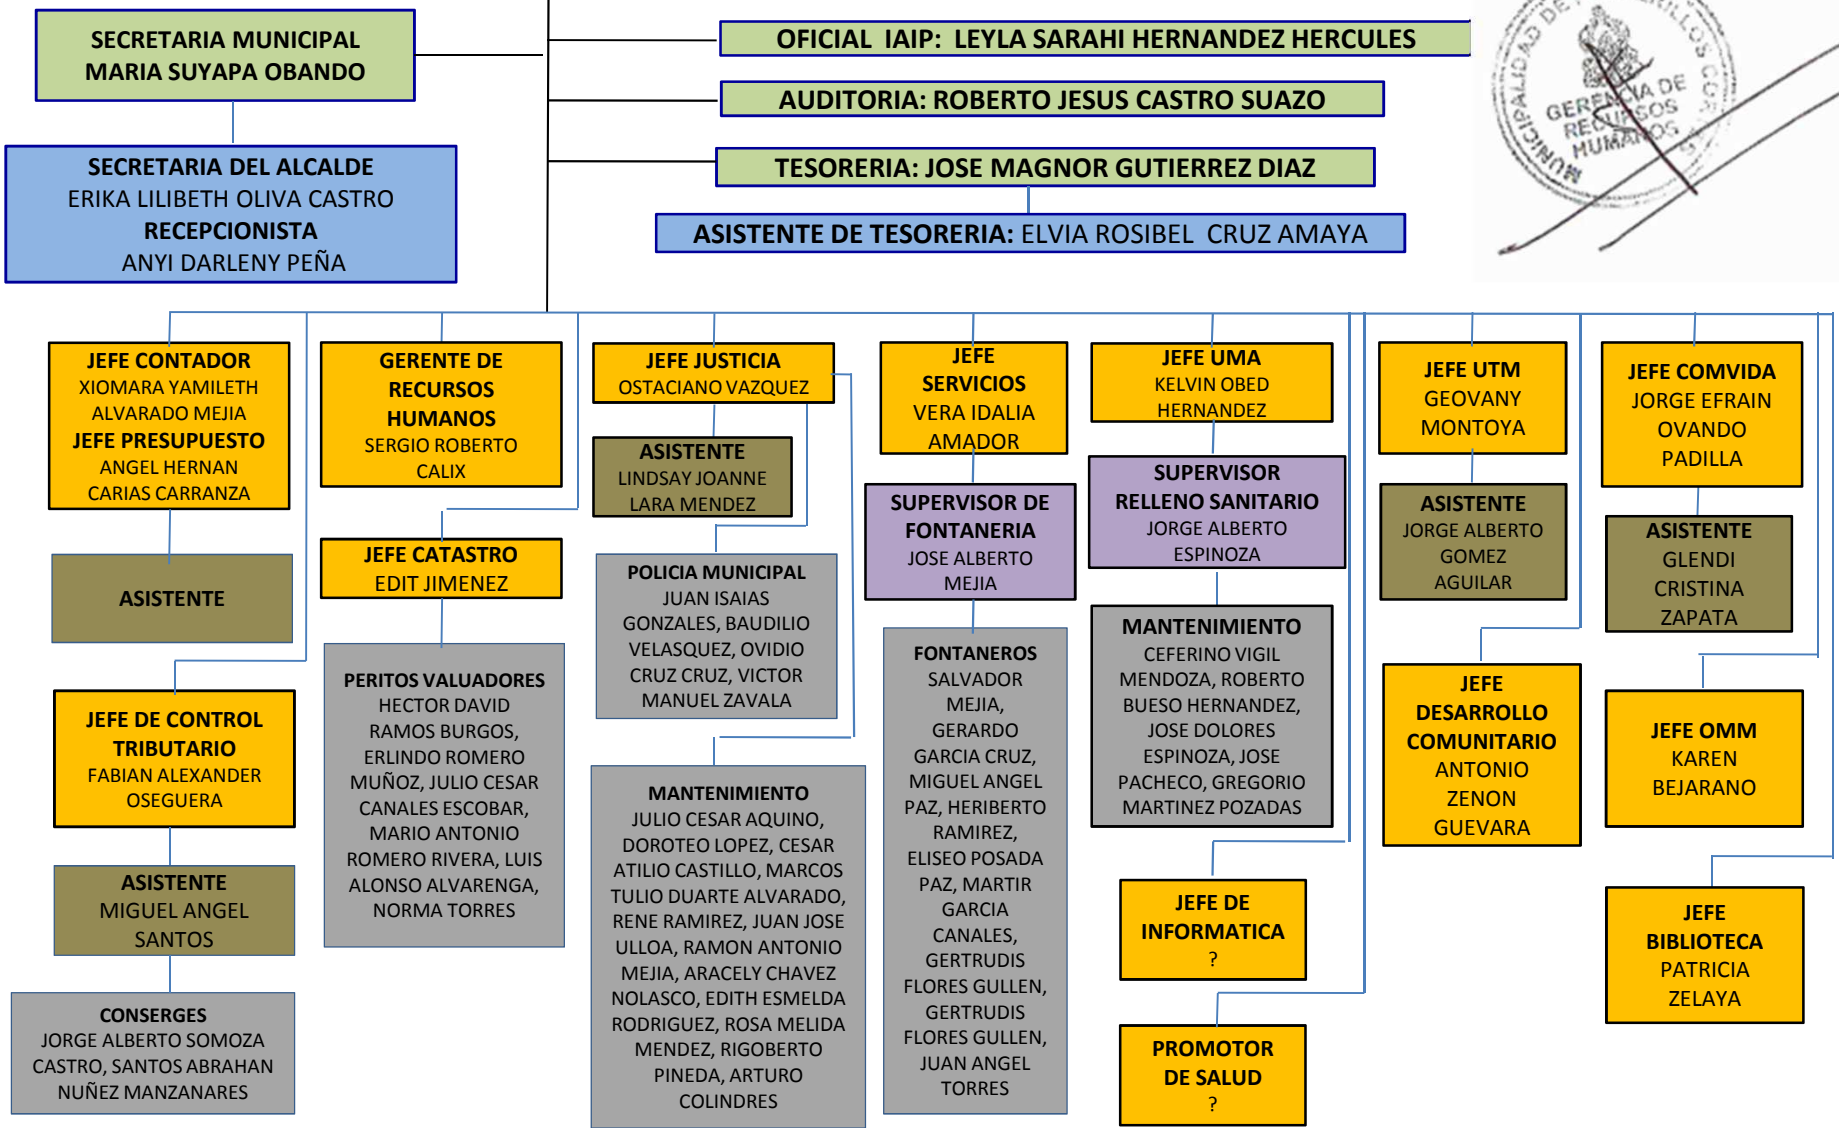 SECRETARIA MUNICIPAL
MARIA SUYAPA OBANDO
OFICIAL IAIP: LEYLA SARAHI HERNANDEZ HERCULES
AUDITORIA: ROBERTO JESUS CASTRO SUAZO
TESORERIA: JOSE MAGNOR GUTIERREZ DIAZ
ASISTENTE DE TESORERIA: ELVIA ROSIBEL CRUZ AMAYA
SECRETARIA DEL ALCALDE
ERIKA LILIBETH OLIVA CASTRO
RECEPCIONISTA
ANYI DARLENY PEÑA
MUNICIPALIDAD DE
GERENCIA DE
RECURSOS
HUMANOS
JEFE CONTADOR
XIOMARA YAMILETH
ALVARADO MEJIA
JEFE PRESUPUESTO
ANGEL HERNAN
CARIAS CARRANZA
ASISTENTE
JEFE DE CONTROL
TRIBUTARIO
FABIAN ALEXANDER
OSEGUERA
ASISTENTE
MIGUEL ANGEL
SANTOS
CONSERGES
JORGE ALBERTO SOMOZA
CASTRO, SANTOS ABRAHAN
NUÑEZ MANZANARES
GERENTE DE
RECURSOS
HUMANOS
SERGIO ROBERTO
CALIX
JEFE CATASTRO
EDIT JIMENEZ
PERITOS VALUADORES
HECTOR DAVID
RAMOS BURGOS,
ERLINDO ROMERO
MUÑOZ, JULIO CESAR
CANALES ESCOBAR,
MARIO ANTONIO
ROMERO RIVERA, LUIS
ALONSO ALVARENGA,
NORMA TORRES
JEFE JUSTICIA
OSTACIANO VAZQUEZ
ASISTENTE
LINDSAY JOANNE
LARA MENDEZ
POLICIA MUNICIPAL
JUAN ISAIAS
GONZALES, BAUDILIO
VELASQUEZ, OVIDIO
CRUZ CRUZ, VICTOR
MANUEL ZAVALA
MANTENIMIENTO
JULIO CESAR AQUINO,
DOROTEO LOPEZ, CESAR
ATILIO CASTILLO, MARCOS
TULIO DUARTE ALVARADO,
RENE RAMIREZ, JUAN JOSE
ULLOA, RAMON ANTONIO
MEJIA, ARACELY CHAVEZ
NOLASCO, EDITH ESMELDA
RODRIGUEZ, ROSA MELIDA
MENDEZ, RIGOBERTO
PINEDA, ARTURO
COLINDRES
JEFE
SERVICIOS
VERA IDALIA
AMADOR
SUPERVISOR DE
FONTANERIA
JOSE ALBERTO
MEJIA
FONTANEROS
SALVADOR
MEJIA,
GERARDO
GARCIA CRUZ,
MIGUEL ANGEL
PAZ, HERIBERTO
RAMIREZ,
ELISEO POSADA
PAZ, MARTIR
GARCIA
CANALES,
GERTRUDIS
FLORES GULLEN,
GERTRUDIS
FLORES GULLEN,
JUAN ANGEL
TORRES
JEFE UMA
KELVIN OBED
HERNANDEZ
SUPERVISOR
RELLENO SANITARIO
JORGE ALBERTO
ESPINOZA
MANTENIMIENTO
CEFERINO VIGIL
MENDOZA, ROBERTO
BUESO HERNANDEZ,
JOSE DOLORES
ESPINOZA, JOSE
PACHECO, GREGORIO
MARTINEZ POZADAS
JEFE DE
INFORMATICA
?
PROMOTOR
DE SALUD
?
JEFE UTM
GEOVANY
MONTOYA
ASISTENTE
JORGE ALBERTO
GOMEZ
AGUILAR
JEFE
DESARROLLO
COMUNITARIO
ANTONIO
ZENON
GUEVARA
JEFE COMVIDA
JORGE EFRAIN
OVANDO
PADILLA
ASISTENTE
GLENDI
CRISTINA
ZAPATA
JEFE OMM
KAREN
BEJARANO
JEFE
BIBLIOTECA
PATRICIA
ZELAYA